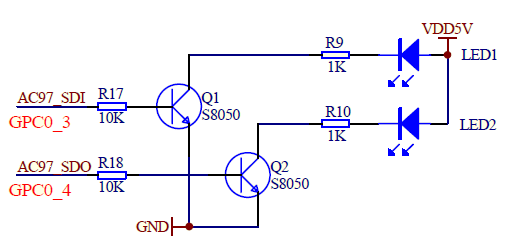 VDD5V
R9
LED1
1K
AC97_SDI R17
Q1
GPC0_3 10K
S8050
R10
LED2
1K
AC97_SDO R18
Q2
GPC0_4 10K
S8050
GND